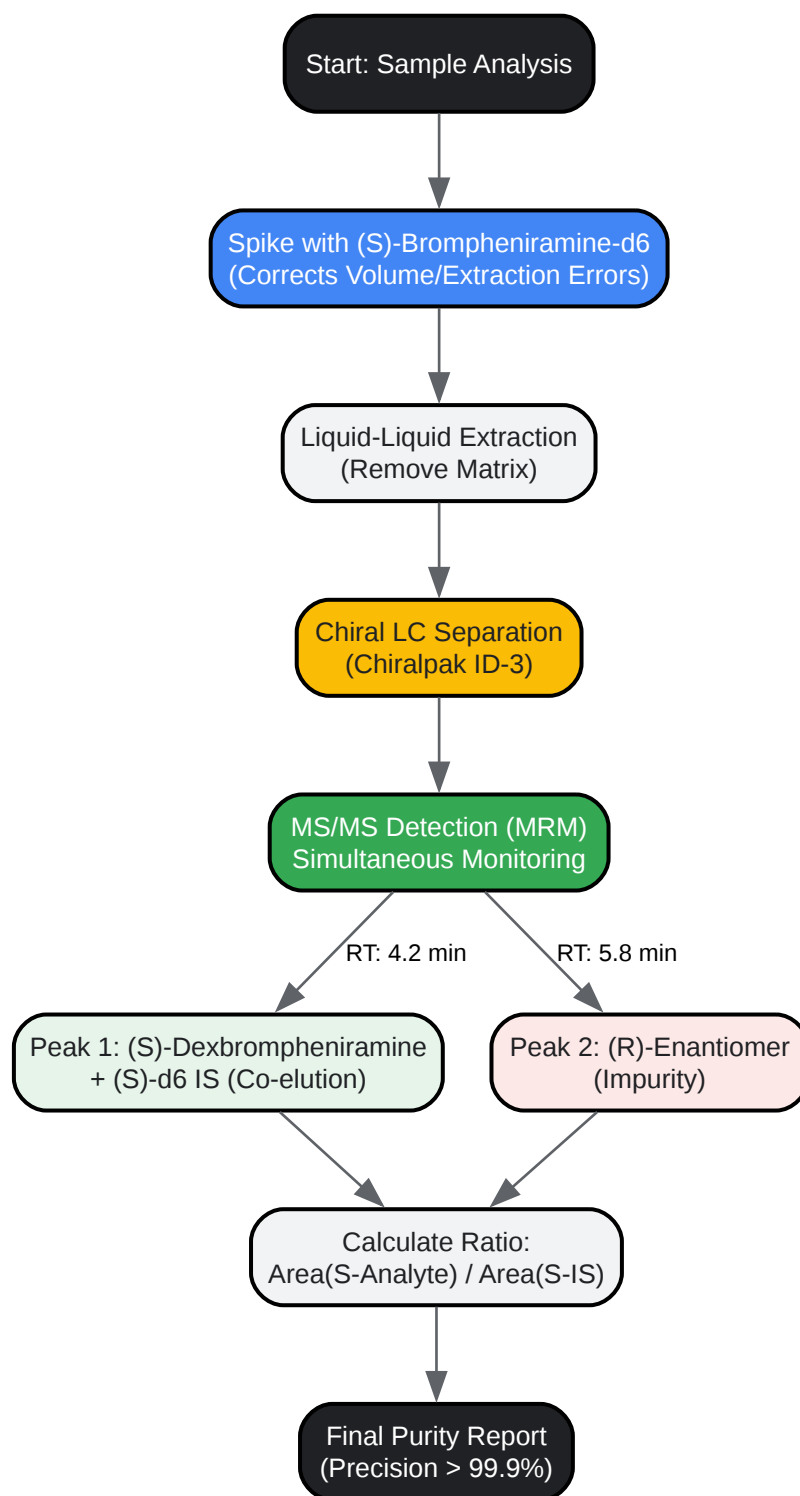 Start: Sample Analysis
Spike with (S)-Brompheniramine-d6
(Corrects Volume/Extraction Errors)
Liquid-Liquid Extraction
(Remove Matrix)
Chiral LC Separation
(Chiralpak ID-3)
MS/MS Detection (MRM)
Simultaneous Monitoring
RT: 4.2 min
RT: 5.8 min
Peak 1: (S)-Dexbrompheniramine
+ (S)-d6 IS (Co-elution)
Peak 2: (R)-Enantiomer
(Impurity)
Calculate Ratio:
Area(S-Analyte) / Area(S-IS)
Final Purity Report
(Precision > 99.9%)